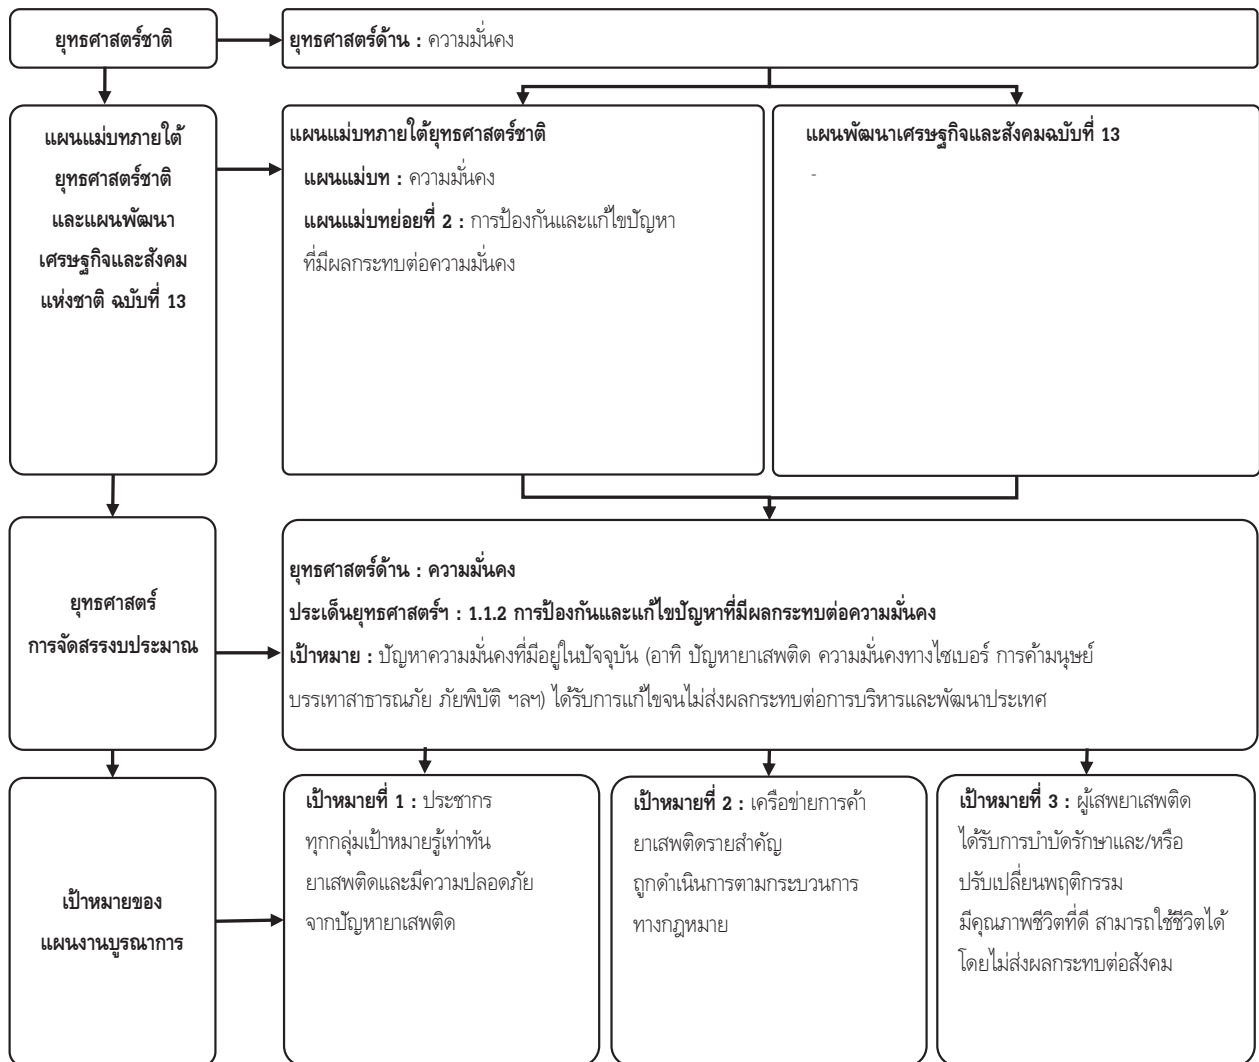 ยุทธศาสตร์ชาติ
ยุทธศาสตร์ด้าน : ความมั่นคง
แผนแม่บทภายใต้
ยุทธศาสตร์ชาติ
และแผนพัฒนา
เศรษฐกิจและสังคม
แห่งชาติ ฉบับที่ 13
แผนแม่บทภายใต้ยุทธศาสตร์ชาติ
แผนแม่บท : ความมั่นคง
แผนแม่บทย่อยที่ 2 : การป้องกันและแก้ไขปัญหา
ที่มีผลกระทบต่อความมั่นคง
แผนพัฒนาเศรษฐกิจและสังคมฉบับที่ 13
-
ยุทธศาสตร์
การจัดสรรงบประมาณ
ยุทธศาสตร์ด้าน : ความมั่นคง
ประเด็นยุทธศาสตร์ฯ : 1.1.2 การป้องกันและแก้ไขปัญหาที่มีผลกระทบต่อความมั่นคง
เป้าหมาย : ปัญหาความมั่นคงที่มีอยู่ในปัจจุบัน (อาทิ ปัญหายาเสพติด ความมั่นคงทางไซเบอร์ การค้ามนุษย์
บรรเทาสาธารณภัย ภัยพิบัติ ฯลฯ) ได้รับการแก้ไขจนไม่ส่งผลกระทบต่อการบริหารและพัฒนาประเทศ
เป้าหมายของ
แผนงานบูรณาการ
เป้าหมายที่ 1 : ประชากร
ทุกกลุ่มเป้าหมายรู้เท่าทัน
ยาเสพติดและมีความปลอดภัย
จากปัญหายาเสพติด
เป้าหมายที่ 2 : เครือข่ายการค้า
ยาเสพติดรายสำคัญ
ถูกดำเนินการตามกระบวนการ
ทางกฎหมาย
เป้าหมายที่ 3 : ผู้เสพยาเสพติด
ได้รับการบำบัดรักษาและ/หรือ
ปรับเปลี่ยนพฤติกรรม
มีคุณภาพชีวิตที่ดี สามารถใช้ชีวิตได้
โดยไม่ส่งผลกระทบต่อสังคม